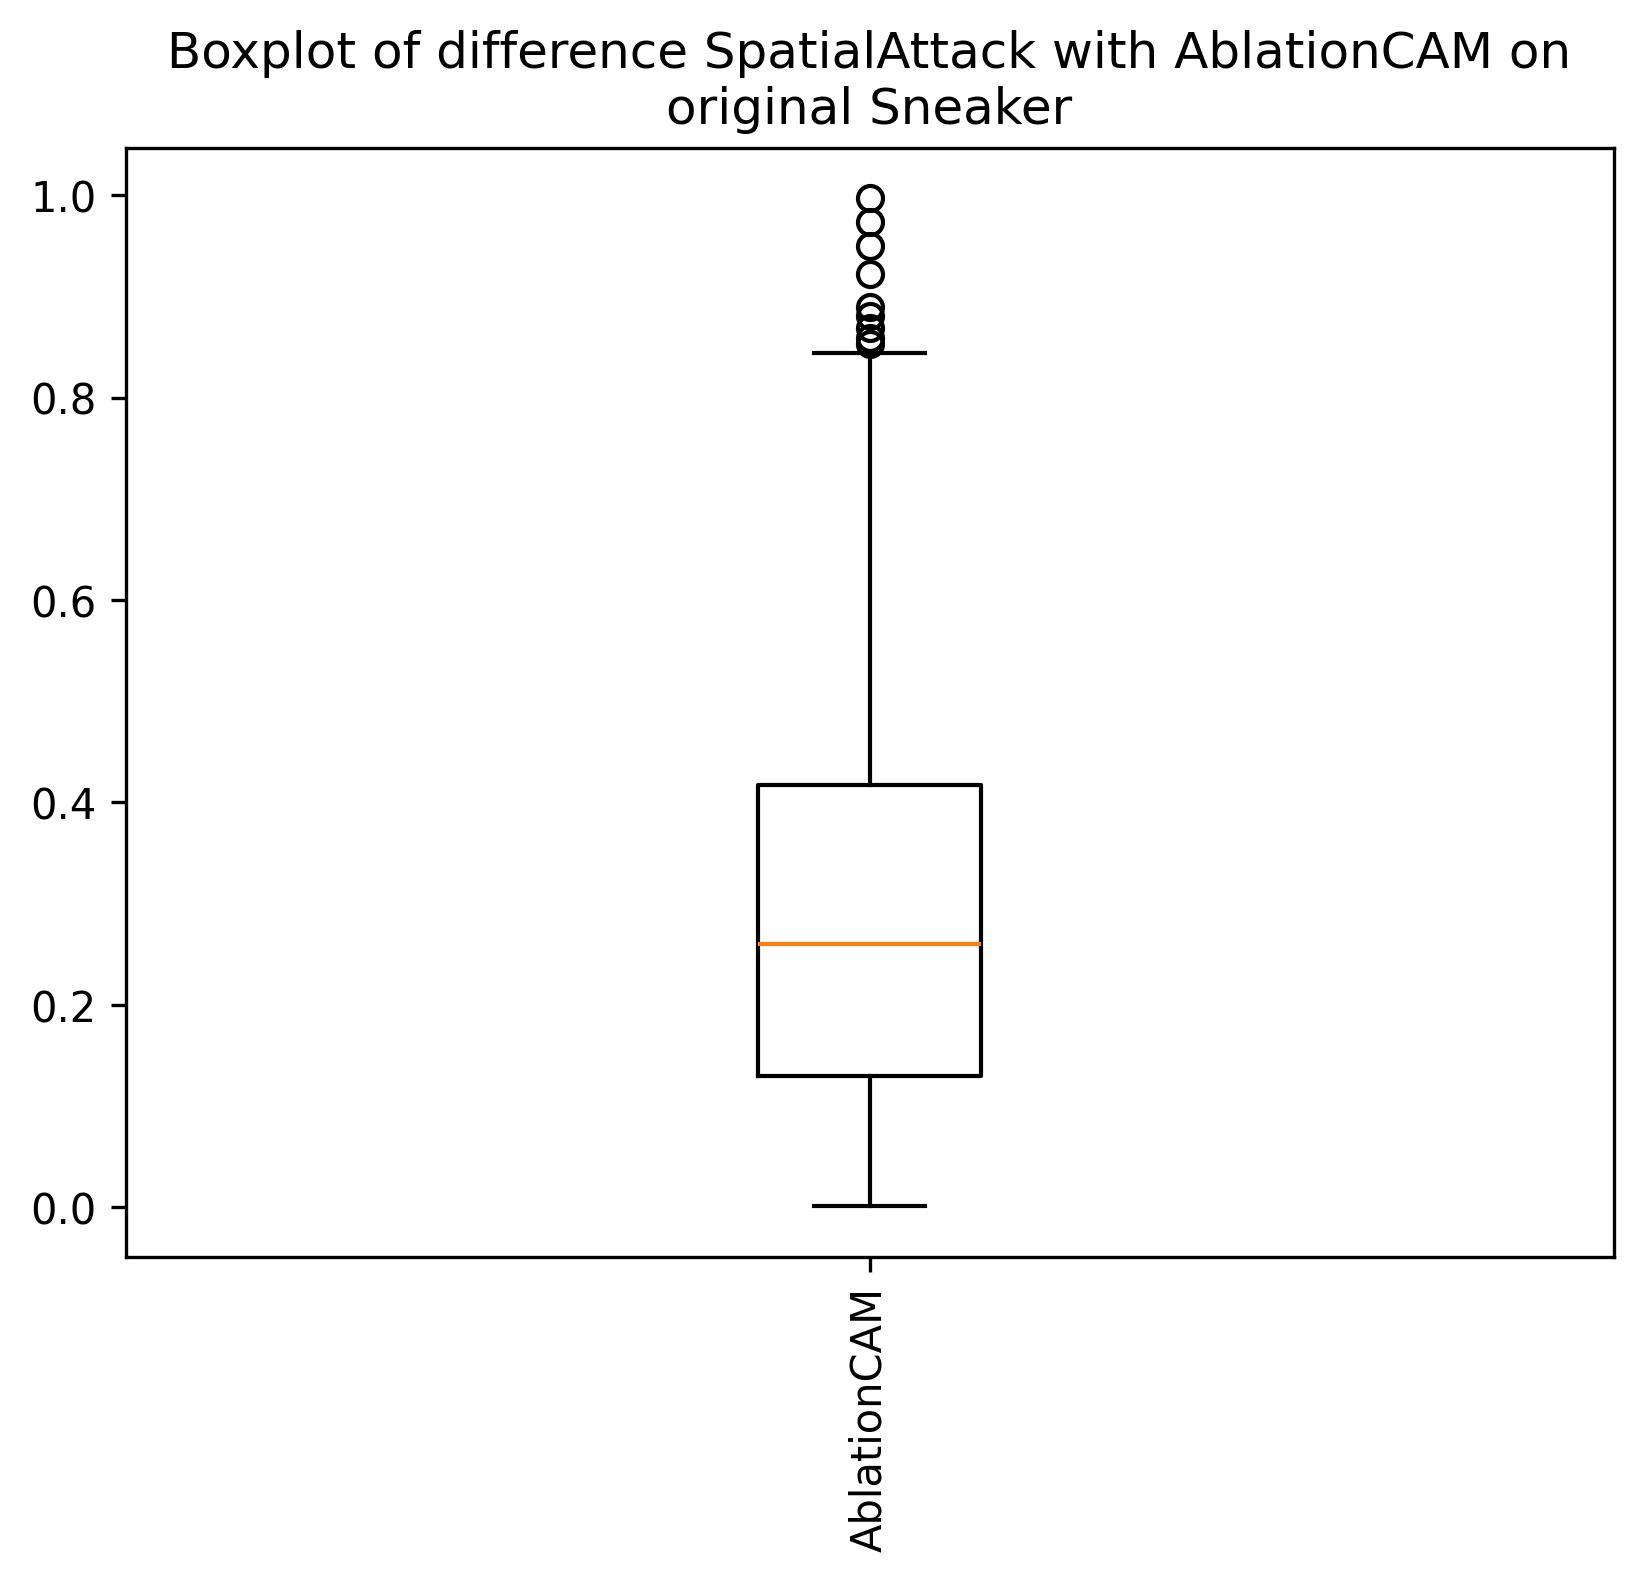 Boxplot of difference SpatialAttack with AblationCAM on
original Sneaker
1.0
0.8
0.6
0.4
0.2
0.0
AblationCAM